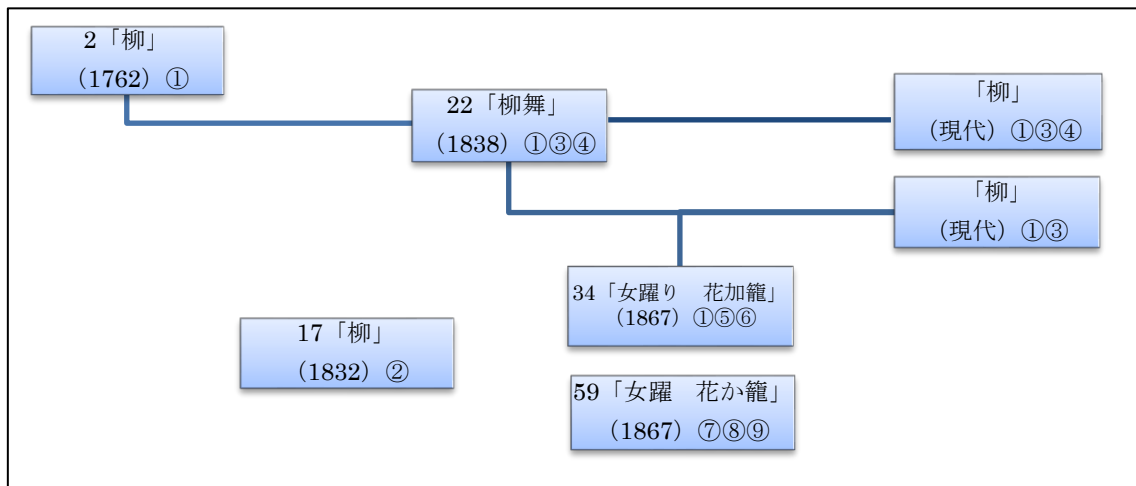 2「柳」
（1762）①
22「柳舞」
（1838）①③④
「柳」
（現代）①③④
「柳」
（現代）①③
34「女躍り　花加籠」
（1867）①⑤⑥
17「柳」
（1832）②
59「女躍　花か籠」
（1867）⑦⑧⑨